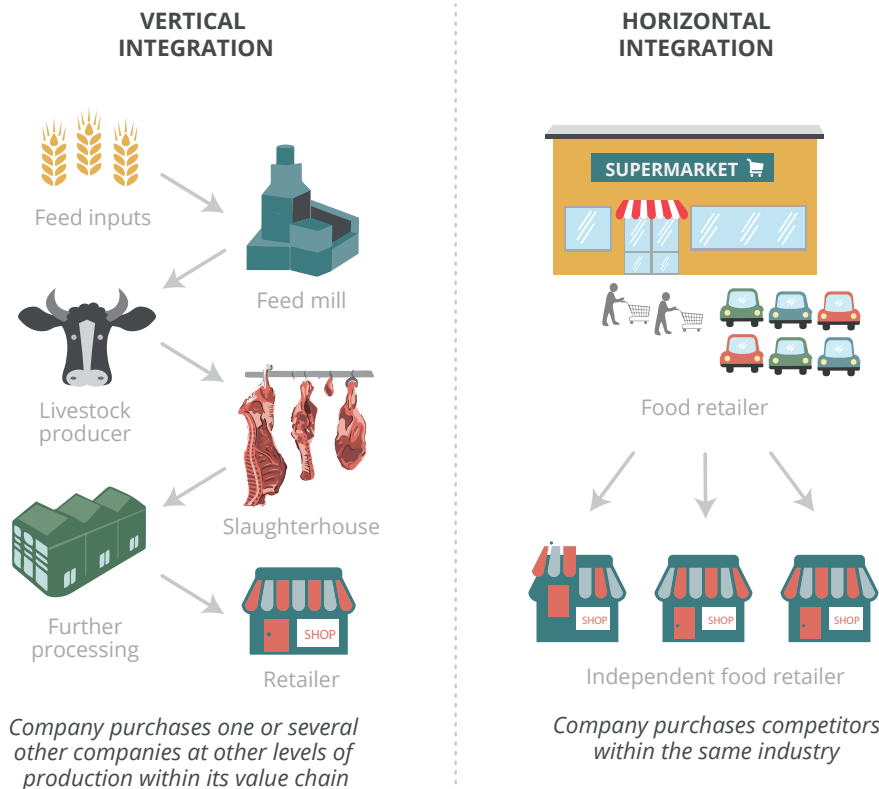 VERTICAL
INTEGRATION
Feed inputs
Feed mill
Livestock
producer
Slaughterhouse
Further
processing
SHOP
Retailer
Company purchases one or several
other companies at other levels of
production within its value chain
HORIZONTAL
INTEGRATION
SUPERMARKET
Food retailer
SHOP
SHOP
SHOP
Independent food retailer
Company purchases competitors
within the same industry